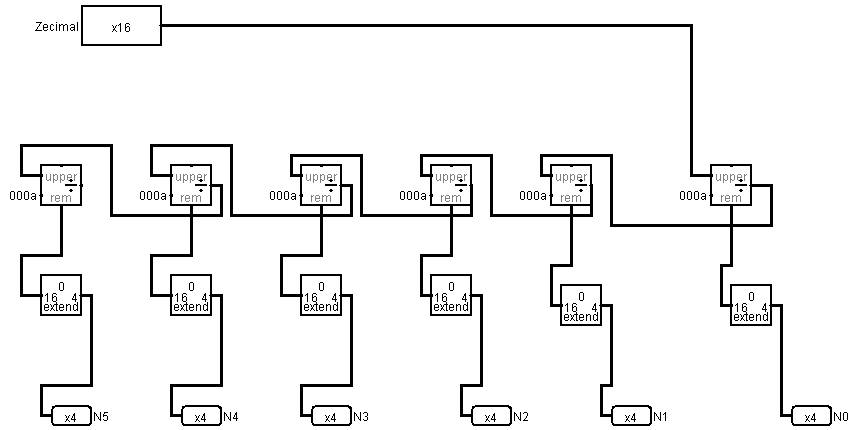 Zecimal x16
upper upper upper upper upper upper
000a 000a 000a 000a 000a 000a
rem rem rem rem rem rem
0 0 0 0 0 0
16 4 16 4 16 4 16 4 16 4 16 4
extend extend extend extend extend extend
x4 N5 x4 N4 x4 N3 x4 N2 x4 N1 x4 N0